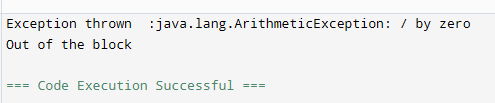 Exception thrown  :java.lang.ArithmeticException: / by zero
Out of the block
=== Code Execution Successful ===